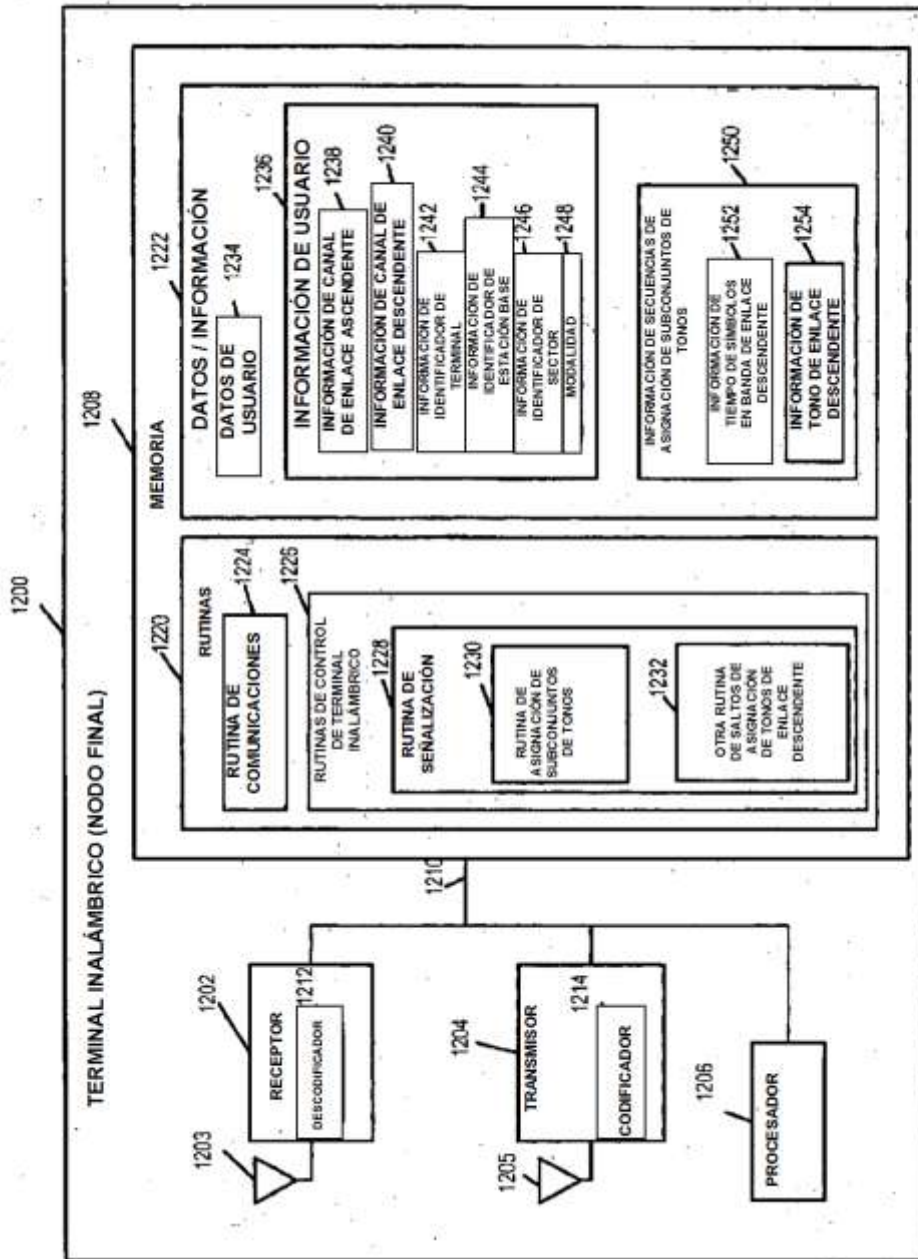 1200
TERMINAL INALÁMBRICO (NODO FINAL)
1203
1202
RECEPTOR
1212
DESCODIFICADOR
1205
1204
TRANSMISOR
1214
CODIFICADOR
1206
PROCESADOR
1210
1208
MEMORIA
1220
RUTINAS
1224
RUTINA DE
COMUNICACIONES
1226
RUTINAS DE CONTROL
DE TERMINAL
INALÁMBRICO
1228
RUTINA DE
SEÑALIZACIÓN
1230
RUTINA DE
ASIGNACIÓN DE
SUBCONJUNTOS
DE TONOS
1232
OTRA RUTINA
DE SALTOS DE
ASIGNACIÓN
DE TONOS DE
ENLACE
DESCENDENTE
1222
DATOS / INFORMACIÓN
1234
DATOS DE
USUARIO
1236
INFORMACIÓN DE USUARIO
1238
INFORMACIÓN DE CANAL
DE ENLACE ASCENDENTE
1240
INFORMACIÓN DE CANAL DE
ENLACE DESCENDENTE
1242
INFORMACIÓN DE
IDENTIFICADOR DE
TERMINAL
1244
INFORMACIÓN DE
IDENTIFICADOR DE
ESTACIÓN BASE
1246
INFORMACIÓN DE
IDENTIFICADOR DE
SECTOR
1248
MODALIDAD
1250
INFORMACIÓN DE SECUENCIAS DE
ASIGNACIÓN DE SUBCONJUNTOS DE
TONOS
1252
INFORMACIÓN DE
TIEMPO DE SÍMBOLOS
EN BANDA DE ENLACE
DESCENDENTE
1254
INFORMACIÓN DE
TONO DE ENLACE
DESCENDENTE